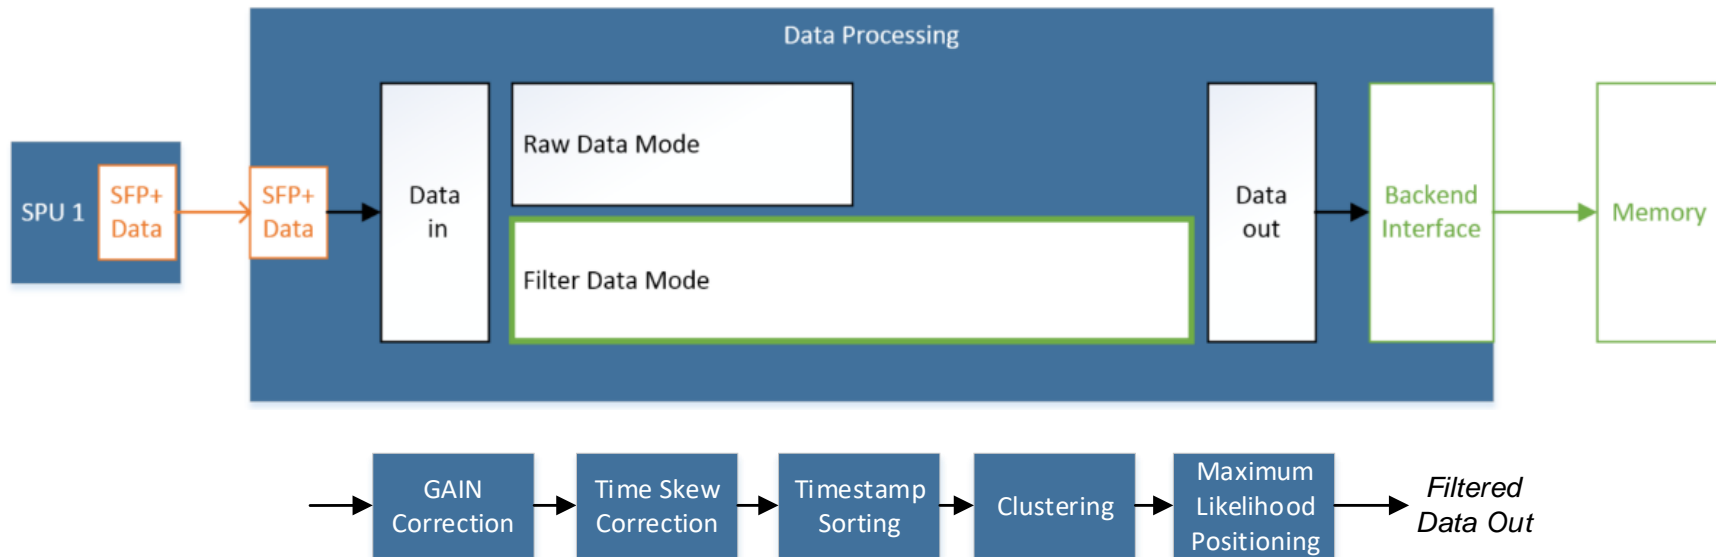 Data Processing
SPU 1
SFP+
Data
SFP+
Data
Data
in
Raw Data Mode
Filter Data Mode
Data
out
Backend
Interface
Memory
GAIN
Correction
Time Skew
Correction
Timestamp
Sorting
Clustering
Maximum
Likelihood
Positioning
Filtered
Data Out